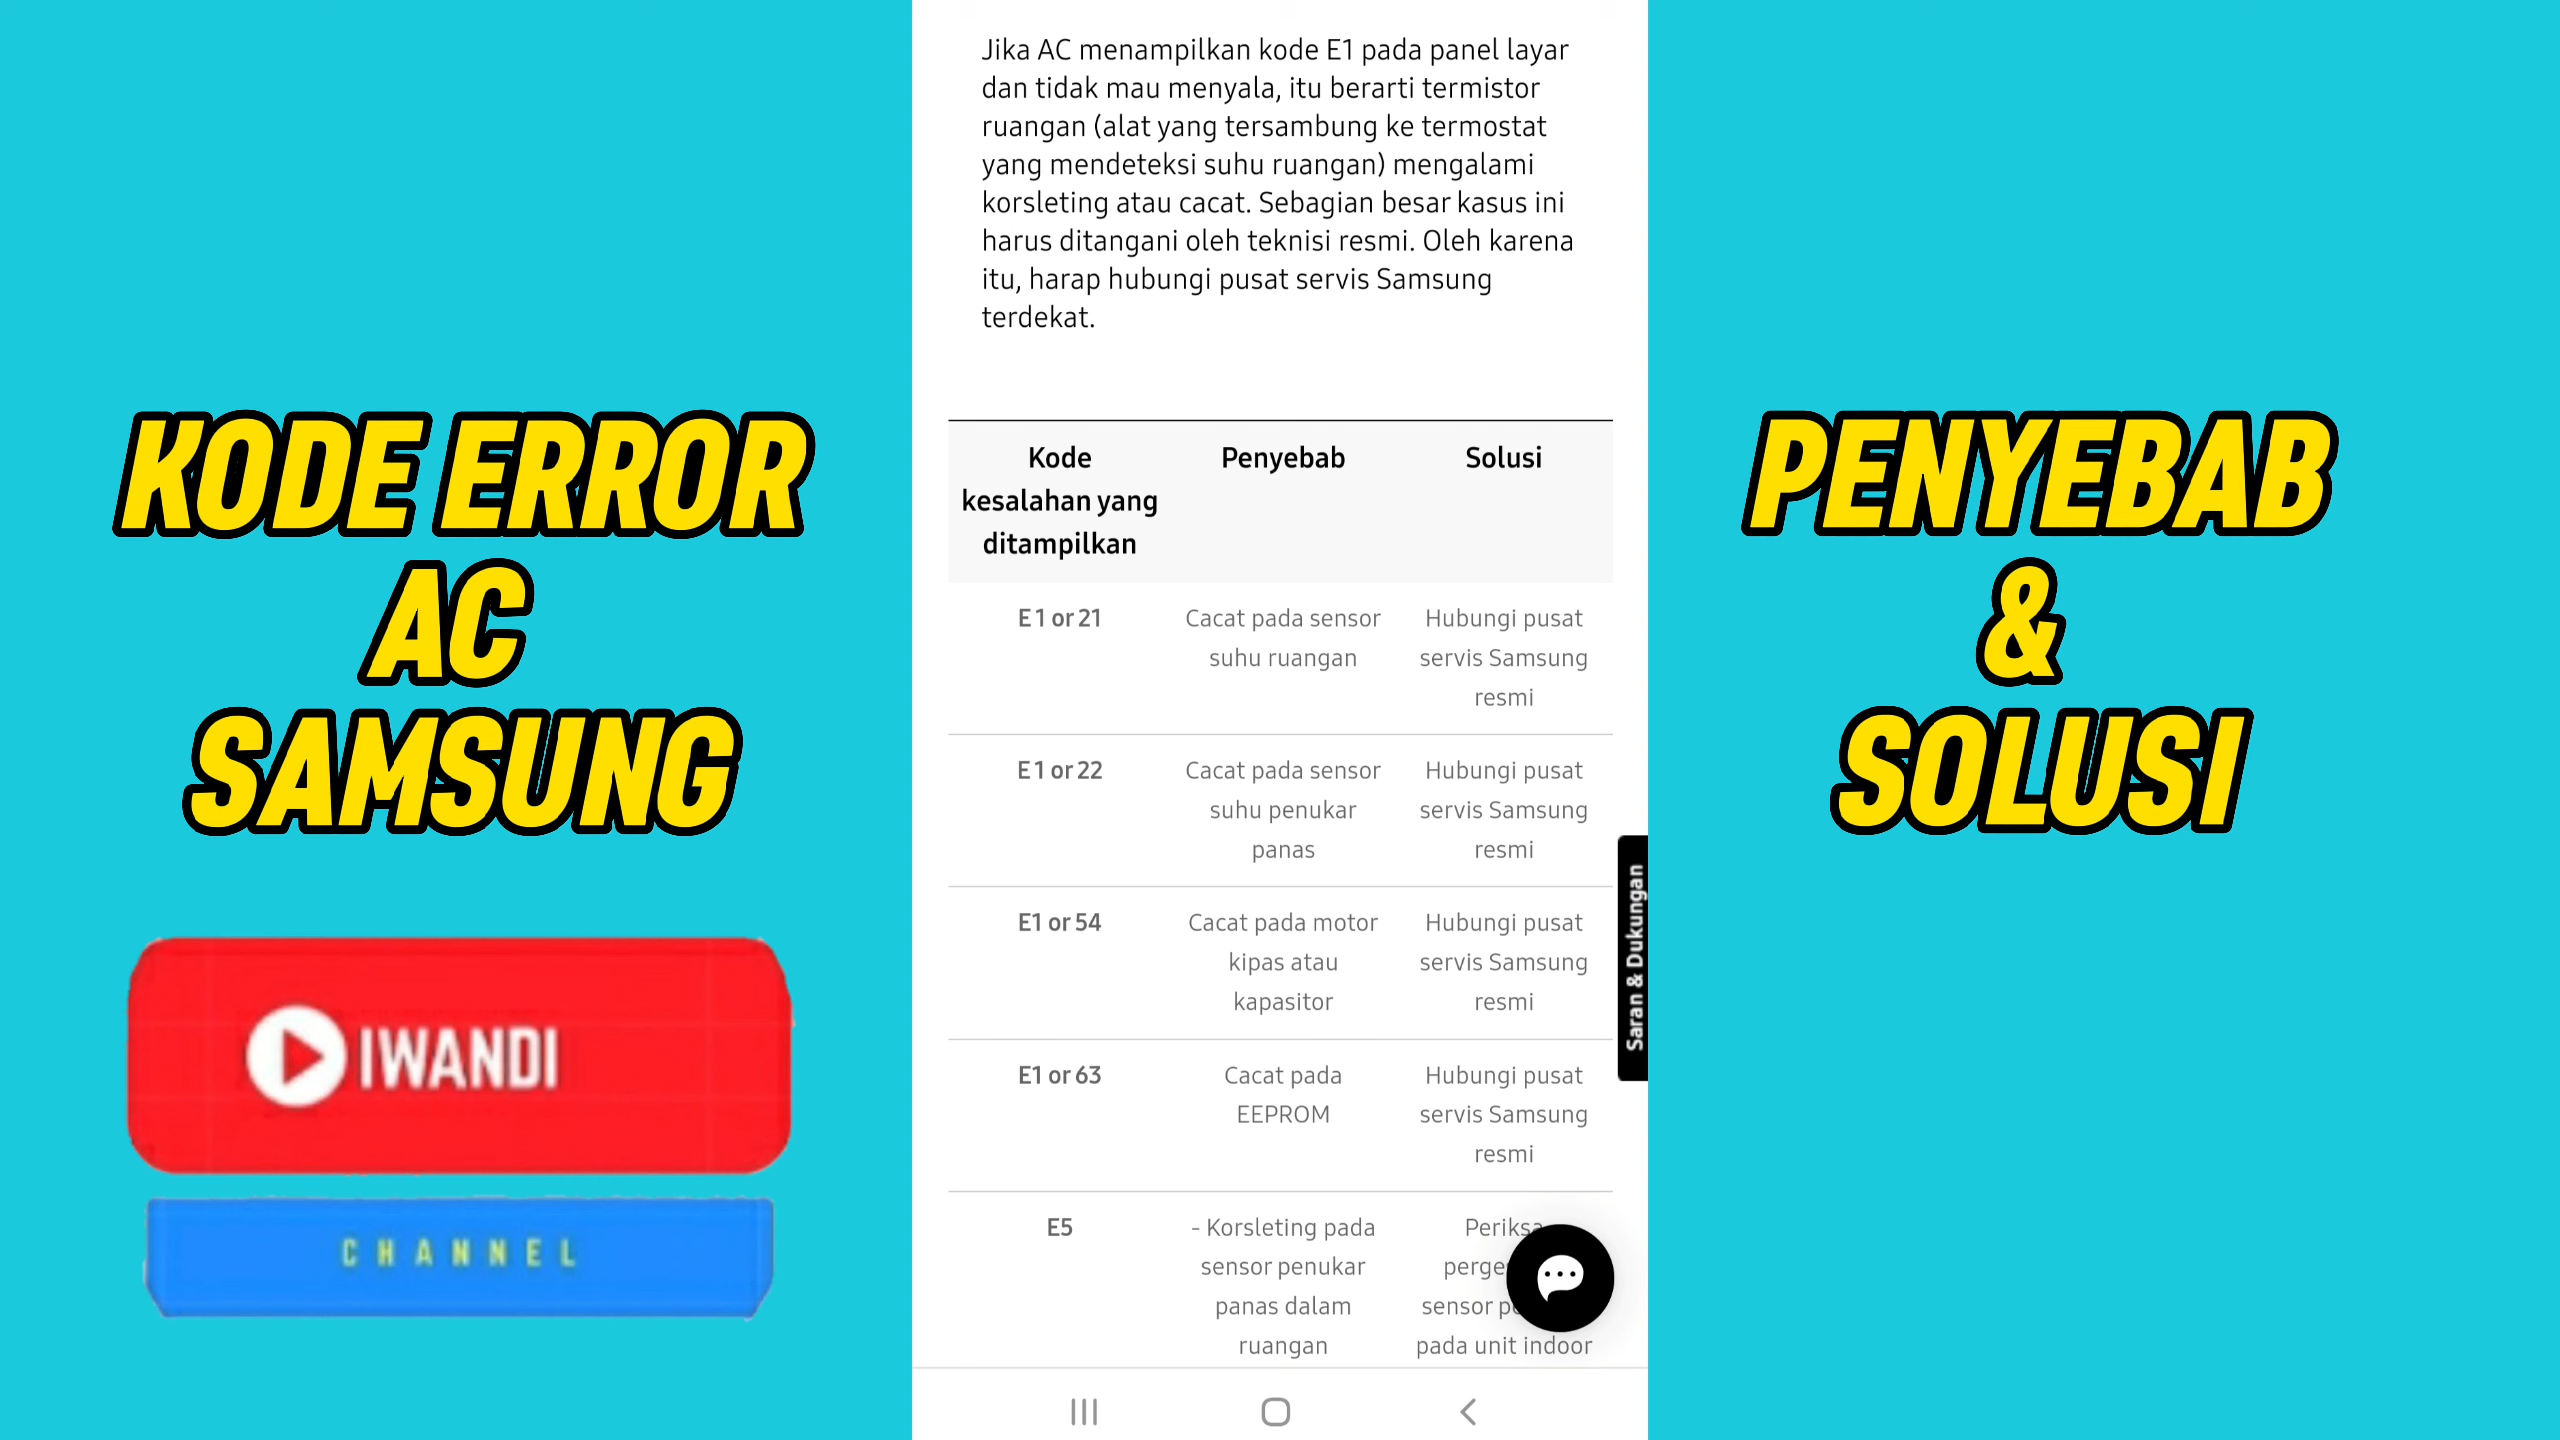 KODE ERROR
AC
SAMSUNG
IWANDI
CHANNEL
Jika AC menampilkan kode E1 pada panel layar
dan tidak mau menyala, itu berarti termistor
ruangan (alat yang tersambung ke termostat
yang mendeteksi suhu ruangan) mengalami
korsleting atau cacat. Sebagian besar kasus ini
harus ditangani oleh teknisi resmi. Oleh karena
itu, harap hubungi pusat servis Samsung
terdekat.
Kode
kesalahan yang
ditampilkan
Penyebab
Solusi
E 1 or 21
Cacat pada sensor
suhu ruangan
Hubungi pusat
servis Samsung
resmi
E 1 or 22
Cacat pada sensor
suhu penukar
panas
Hubungi pusat
servis Samsung
resmi
E1 or 54
Cacat pada motor
kipas atau
kapasitor
Hubungi pusat
servis Samsung
resmi
E1 or 63
Cacat pada
EEPROM
Hubungi pusat
servis Samsung
resmi
E5
- Korsleting pada
sensor penukar
panas dalam
ruangan
sensor
pada unit indoor
Saran & Dukungan
PENYEBAB
&
SOLUSI